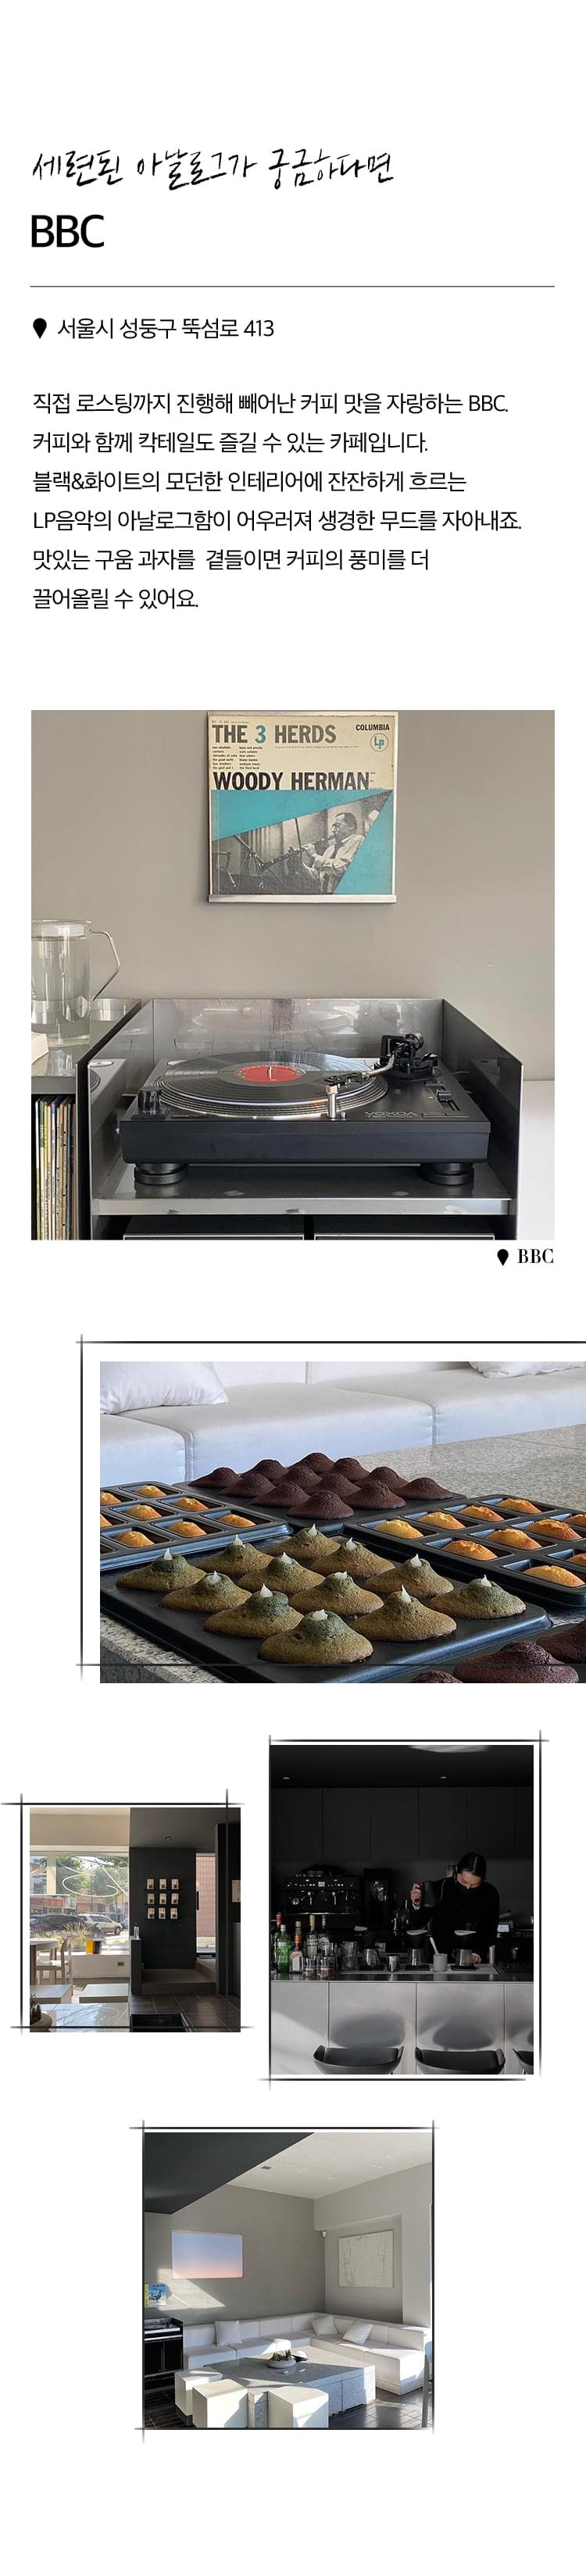 세련된 아날로그가 궁금하다면
BBC
서울시 성동구 뚝섬로 413
직접 로스팅까지 진행해 빼어난 커피 맛을 자랑하는 BBC.
커피와 함께 칵테일도 즐길 수 있는 카페입니다.
블랙&화이트의 모던한 인테리어에 잔잔하게 흐르는
LP음악의 아날로그함이 어우러져 생경한 무드를 자아내죠.
맛있는 구움 과자를 곁들이면 커피의 풍미를 더
끌어올릴 수 있어요.
THE 3 HERDS
COLUMBIA
Lp
WOODY HERMAN
BBC